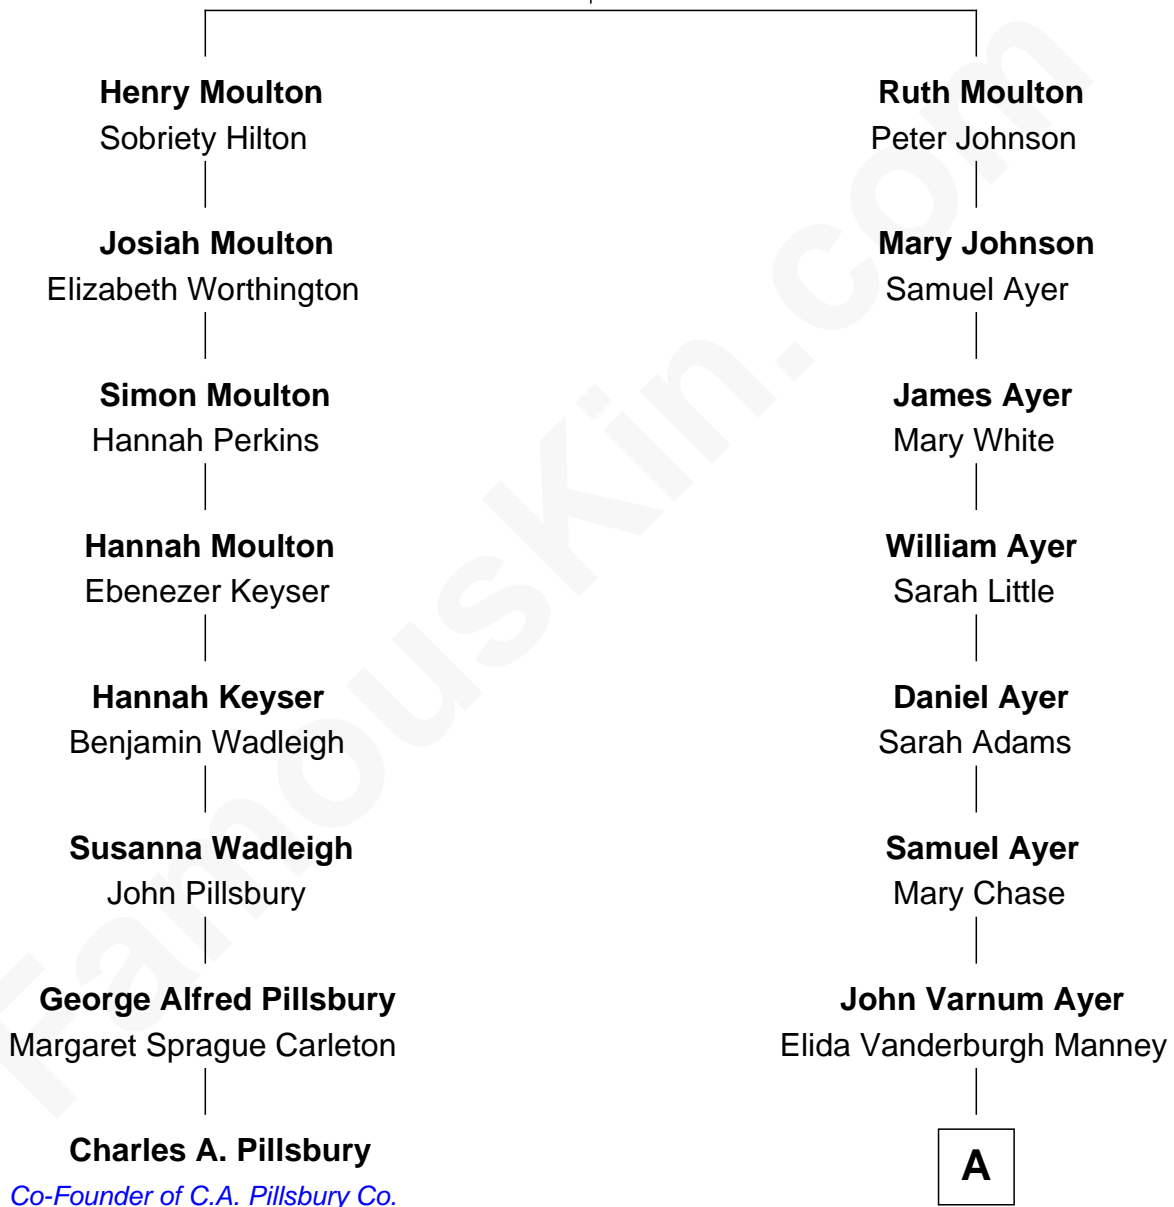 Henry Moulton
Sobriety Hilton
Josiah Moulton
Elizabeth Worthington
Simon Moulton
Hannah Perkins
Hannah Moulton
Ebenezer Keyser
Hannah Keyser
Benjamin Wadleigh
Susanna Wadleigh
John Pillsbury
George Alfred Pillsbury
Margaret Sprague Carleton
Charles A. Pillsbury
Co-Founder of C.A. Pillsbury Co.
Ruth Moulton
Peter Johnson
Mary Johnson
Samuel Ayer
James Ayer
Mary White
William Ayer
Sarah Little
Daniel Ayer
Sarah Adams
Samuel Ayer
Mary Chase
John Varnum Ayer
Elida Vanderburgh Manney
A
FamousKin.com